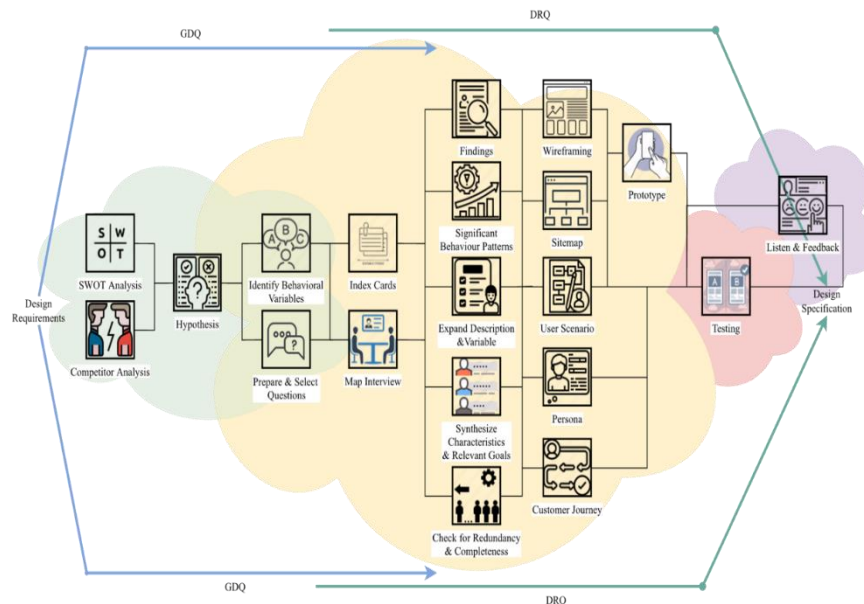 GDQ
DRQ
Findings
Wireframing
Prototype
S W
O T
SWOT Analysis
A
B
C
Identify Behavioral
Variables
Index Cards
Significant
Behaviour Patterns
Sitemap
Listen & Feedback
Design
Requirements
Hypothesis
Competitor Analysis
Prepare & Select
Questions
Map Interview
Expand Description
&Variable
User Scenario
A
B
Testing
Design
Specification
Synthesize
Characteristics
& Relevant Goals
Persona
Check for Redundancy
& Completeness
Customer Journey
GDQ
DRQ